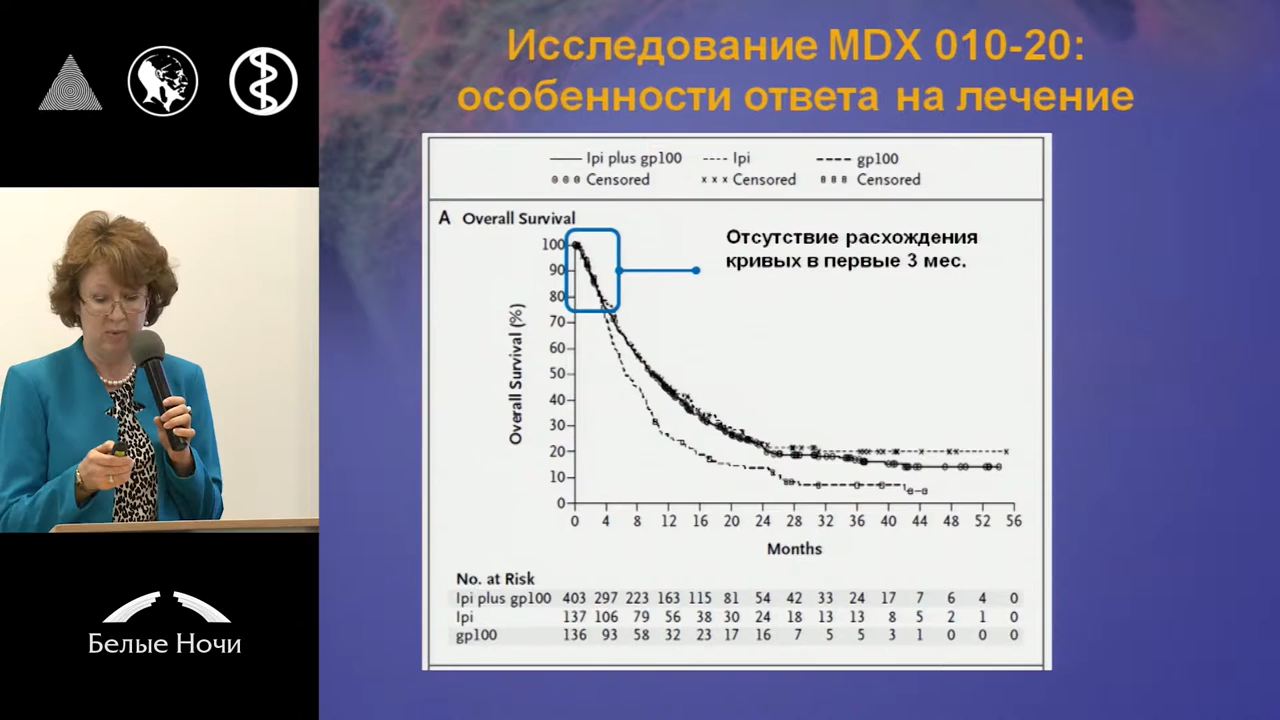 Исследование MDX 010-20:
особенности ответа на лечение
Ipi plus gp100 Ipi gp100
Censored Censored Censored
A Overall Survival
Отсутствие расхождения
кривых в первые 3 мес.
Overall Survival (%)
100
90
80
70
60
50
40
30
20
10
0
0 4 8 12 16 20 24 28 32 36 40 44 48 52 56
Months
No. at Risk
Ipi plus gp100 403 297 223 163 115 81 54 42 33 24 17 7 6 4 0
Ipi 137 106 79 56 38 30 24 18 13 13 8 5 2 1 0
gp100 136 93 58 32 23 17 16 7 5 5 3 1 0 0 0
Белые Ночи